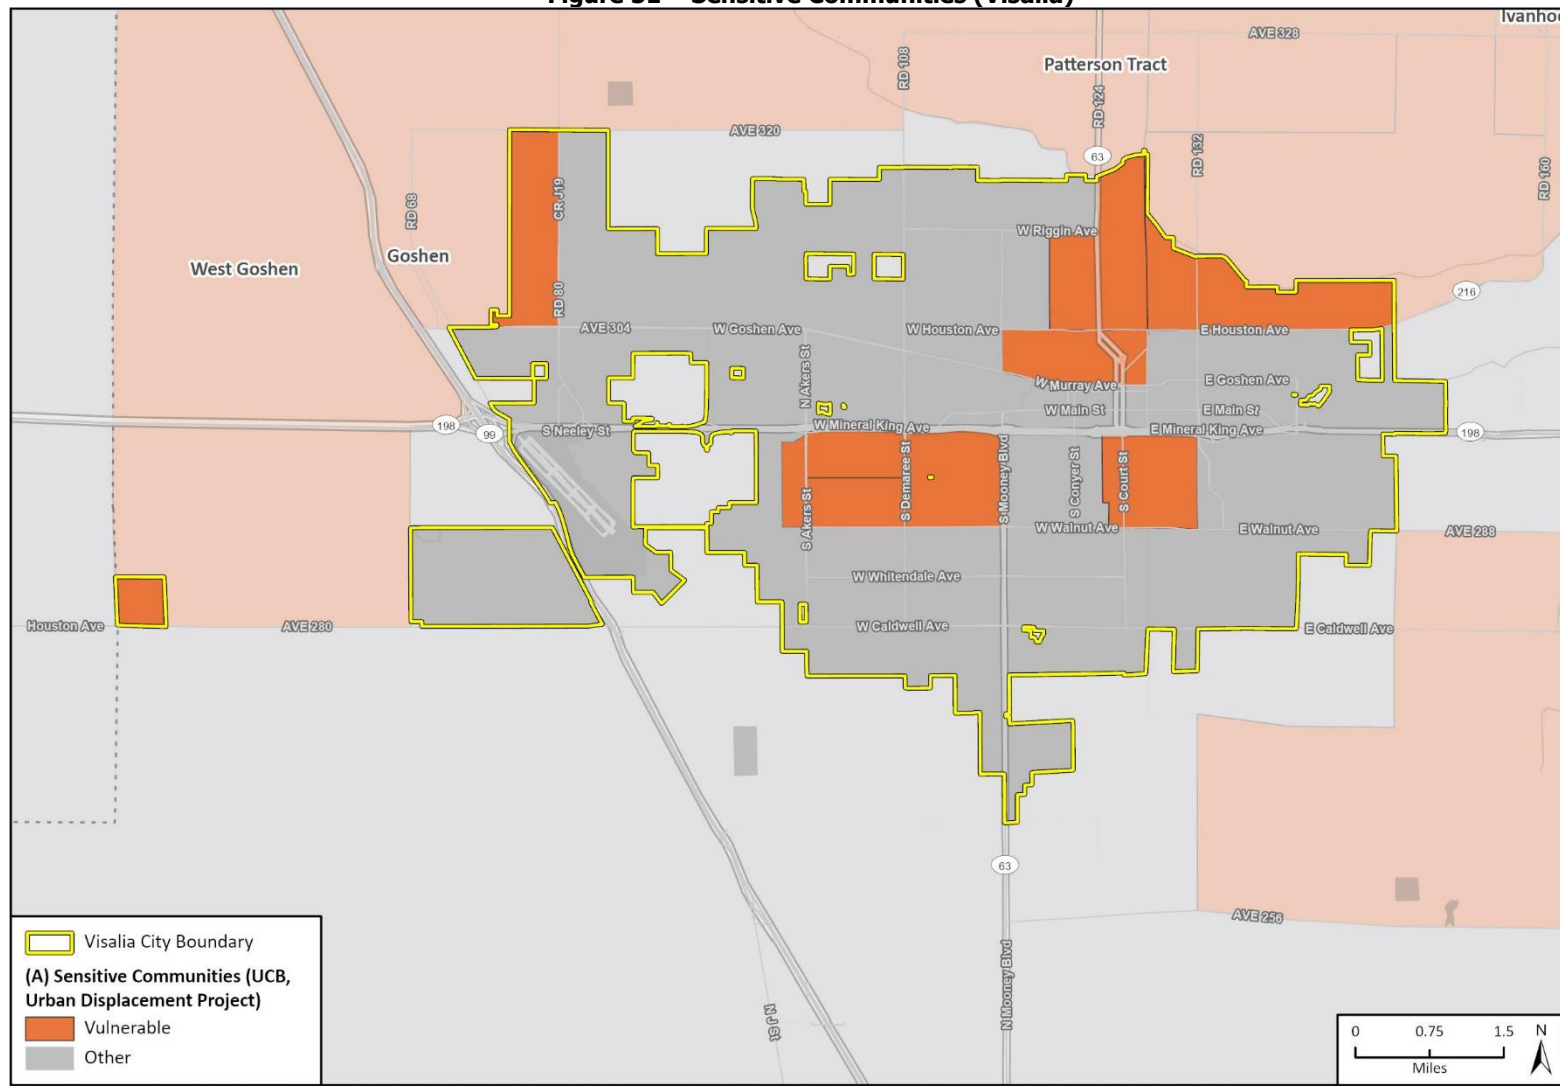 Figure 32 – Sensitive Communities (Visalia)
Ivanhoe
AVE 328
Patterson Tract
RD 108
RD 124
AVE 320
RD 132
63
RD 160
CR J19
RD 68
W Riggin Ave
Goshen
West Goshen
216
RD 80
AVE 304
W Goshen Ave
W Houston Ave
E Houston Ave
N Akers St
W Murray Ave
E Goshen Ave
W Main St
E Main St
198
99
S Neeley St
W Mineral King Ave
E Mineral King Ave
198
S Demaree St
S Mooney Blvd
S Conyer St
S Court St
S Akers St
W Walnut Ave
E Walnut Ave
AVE 288
W Whitendale Ave
Houston Ave
AVE 280
W Caldwell Ave
E Caldwell Ave
63
AVE 256
N Mooney Blvd
N J St
Visalia City Boundary
(A) Sensitive Communities (UCB,
Urban Displacement Project)
Vulnerable
Other
0 0.75 1.5 N
Miles